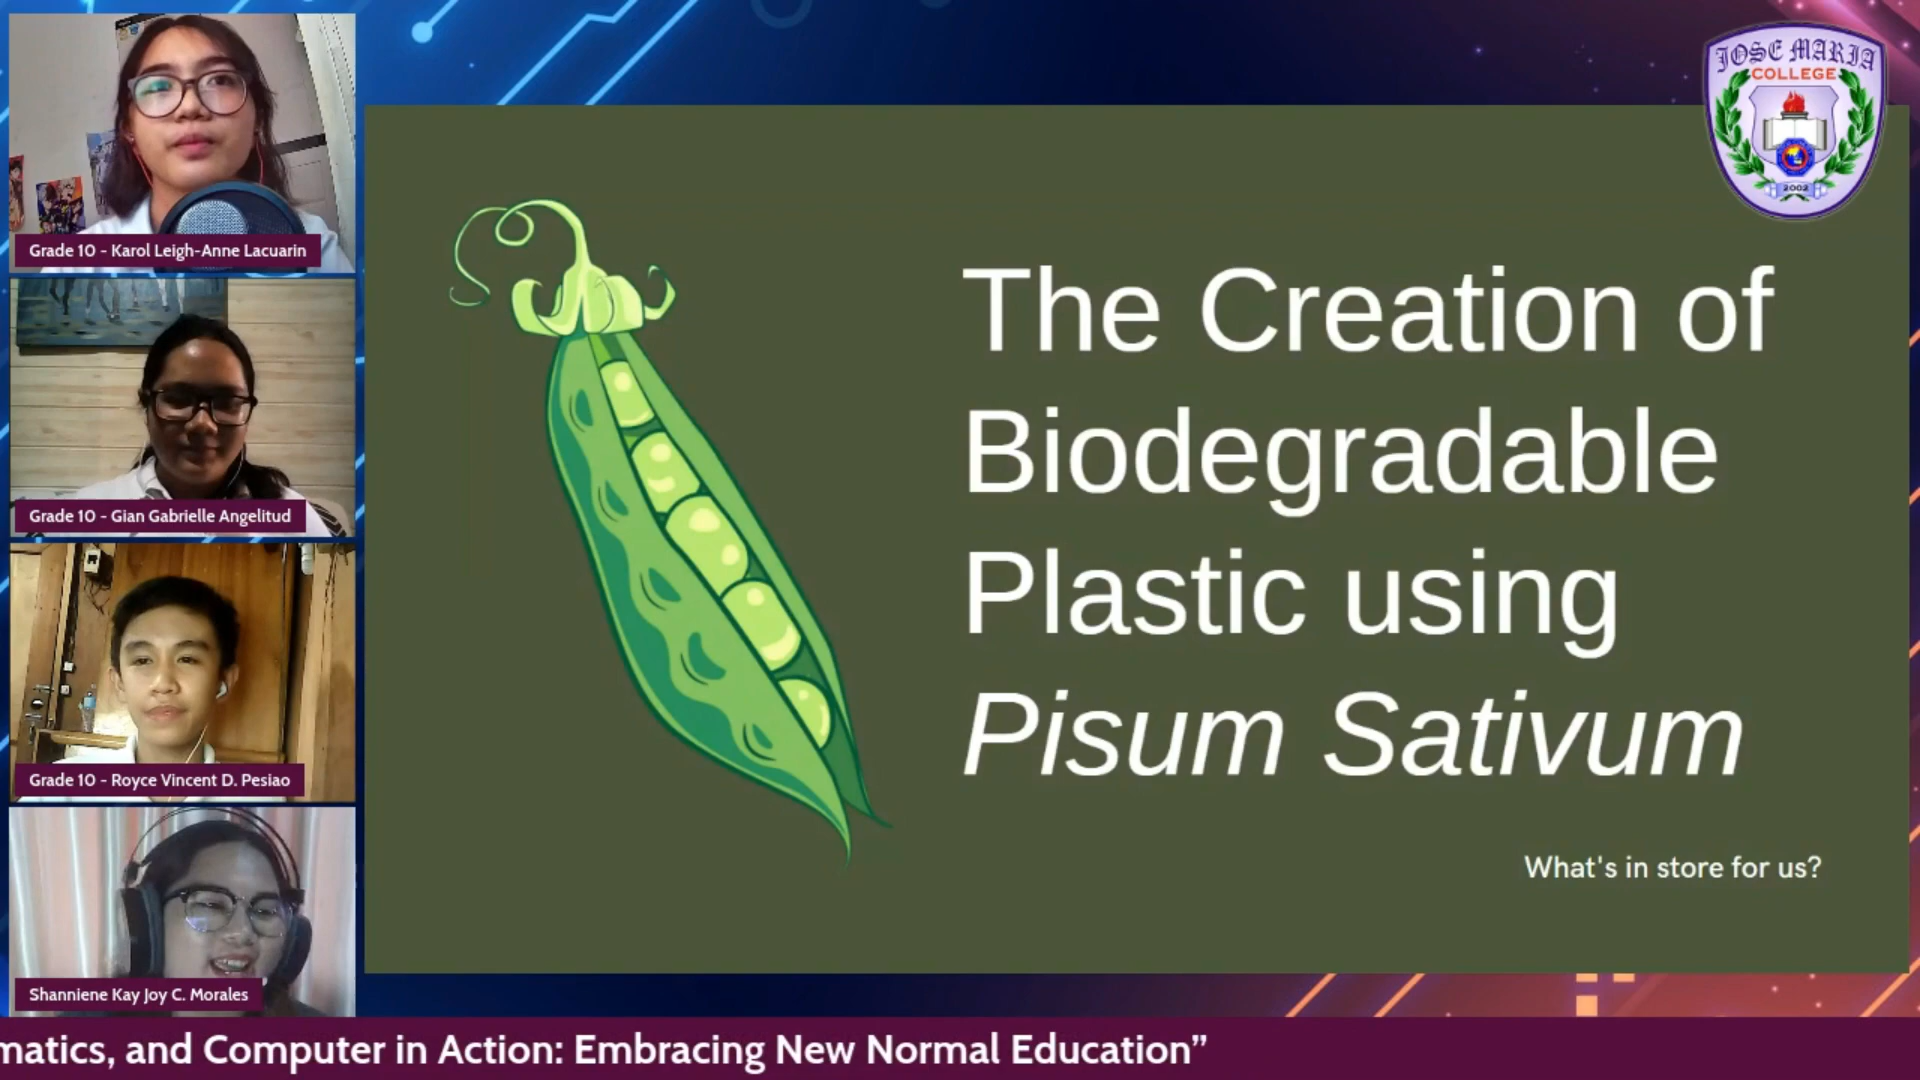 Grade 10 - Karol Leigh-Anne Lacuarin
Grade 10 - Gian Gabrielle Angelitud
Grade 10 - Royce Vincent D. Pesiao
Shanniene Kay Joy C. Morales
JOSE MARIA
COLLEGE
2002
The Creation of
Biodegradable
Plastic using
Pisum Sativum
What's in store for us?
matics, and Computer in Action: Embracing New Normal Education”